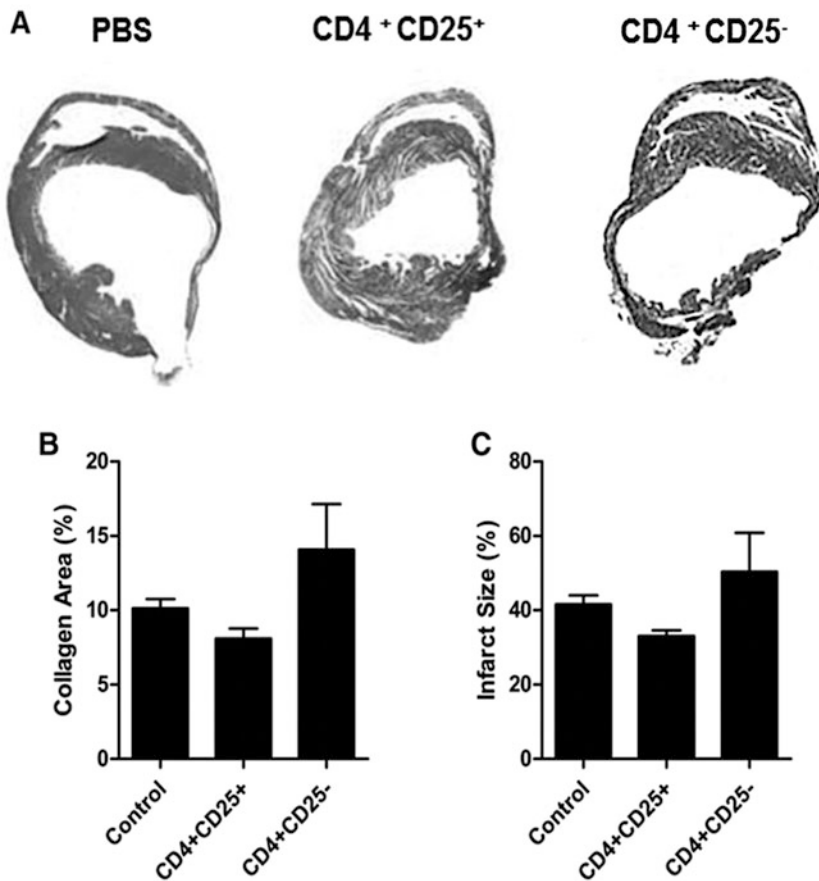 A PBS CD4 + CD25+ CD4 + CD25-
B
20
15
10
5
0
Collagen Area (%)
Control
CD4+CD25+
CD4+CD25-
C
80
60
40
20
0
Infarct Size (%)
Control
CD4+CD25+
CD4+CD25-